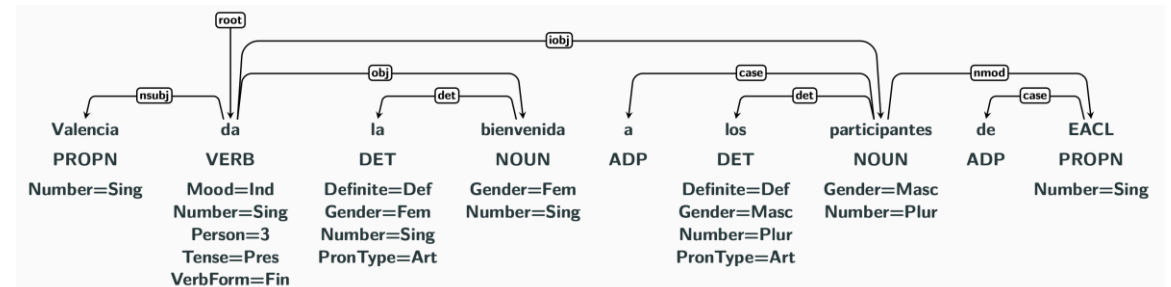 root
iobj
obj case nmod
nsubj det det case
Valencia da la bienvenida a los participantes de EACL
PROPN VERB DET NOUN ADP DET NOUN ADP PROPN
Number=Sing Mood=Ind Definite=Def Gender=Fem Definite=Def Gender=Masc Number=Sing
Number=Sing Gender=Fem Number=Sing Gender=Masc Number=Plur
Person=3 Number=Sing Number=Plur
Tense=Pres PronType=Art PronType=Art
VerbForm=Fin